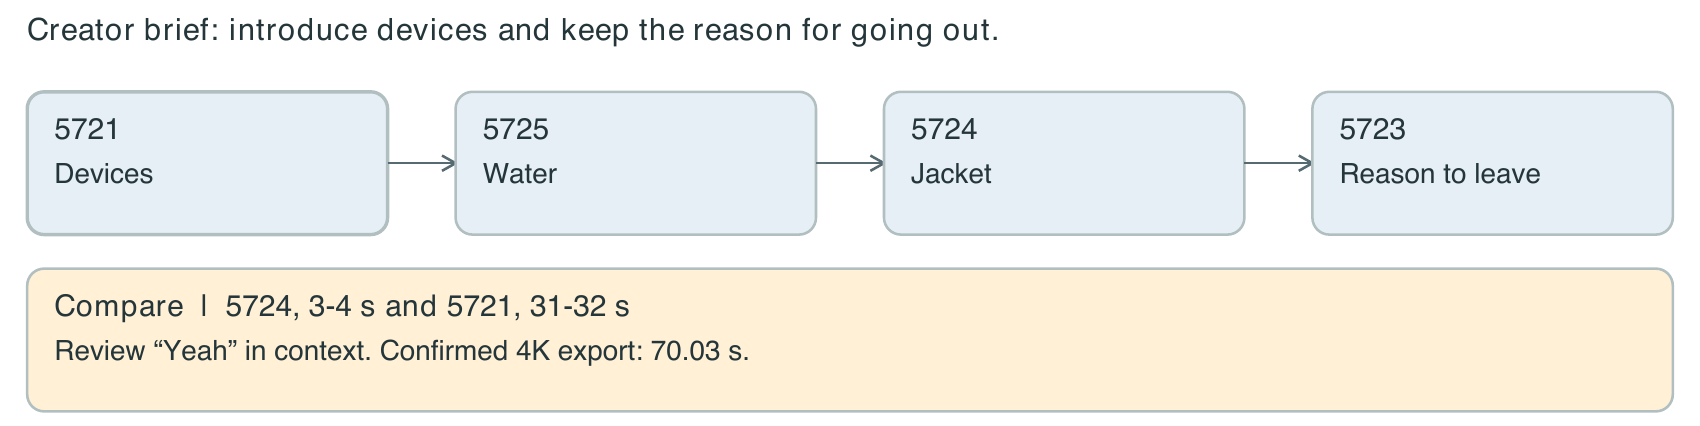 Creator brief: introduce devices and keep the reason for going out.
5721
Devices
5725
Water
5724
Jacket
5723
Reason to leave
Compare | 5724, 3-4 s and 5721, 31-32 s
Review “Yeah” in context. Confirmed 4K export: 70.03 s.